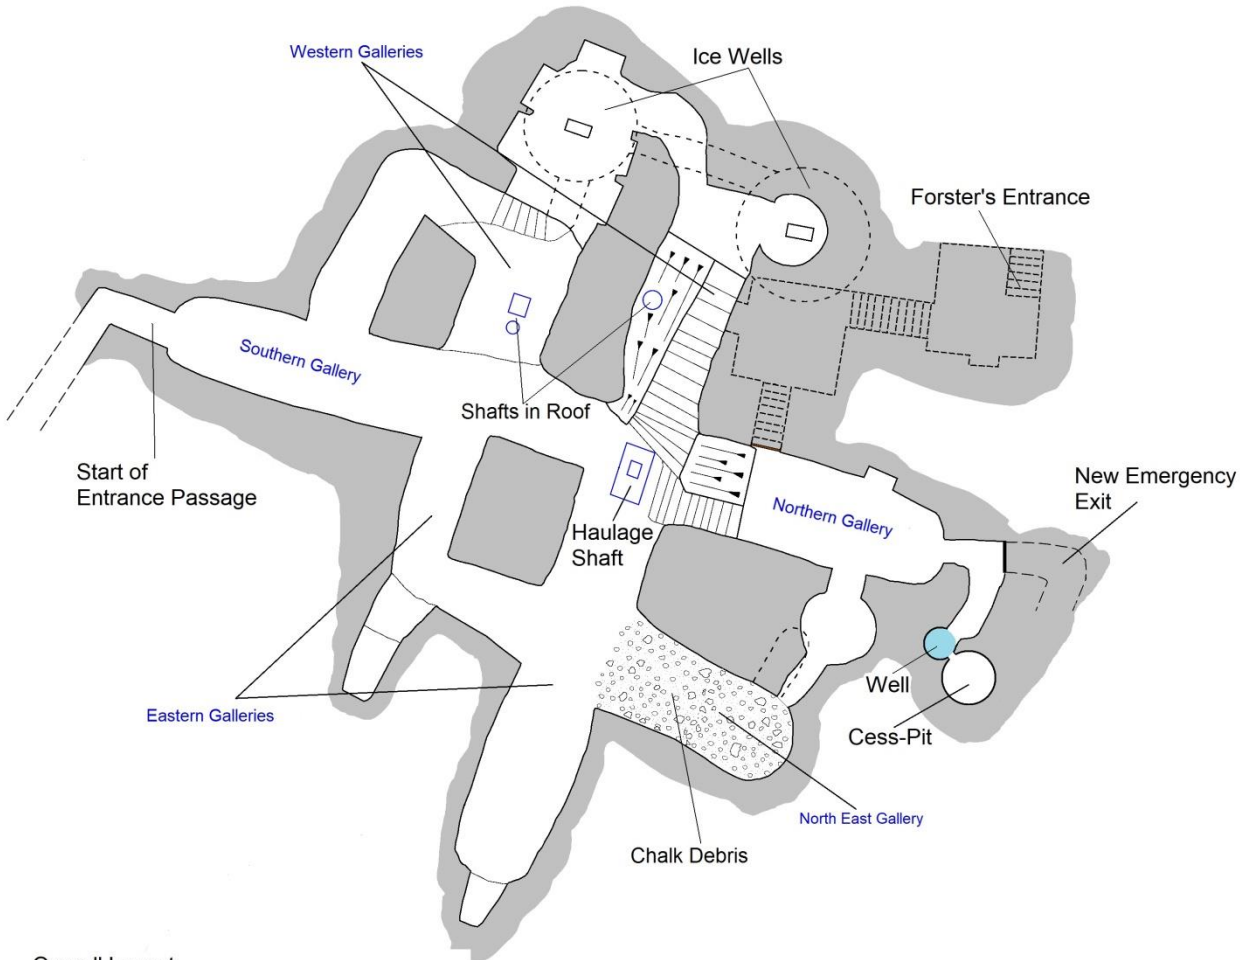 Western Galleries
Ice Wells
Forster's Entrance
Southern Gallery
Shafts in Roof
Start of
Entrance Passage
New Emergency
Exit
Northern Gallery
Haulage
Shaft
Well
Eastern Galleries
Cess-Pit
North East Gallery
Chalk Debris